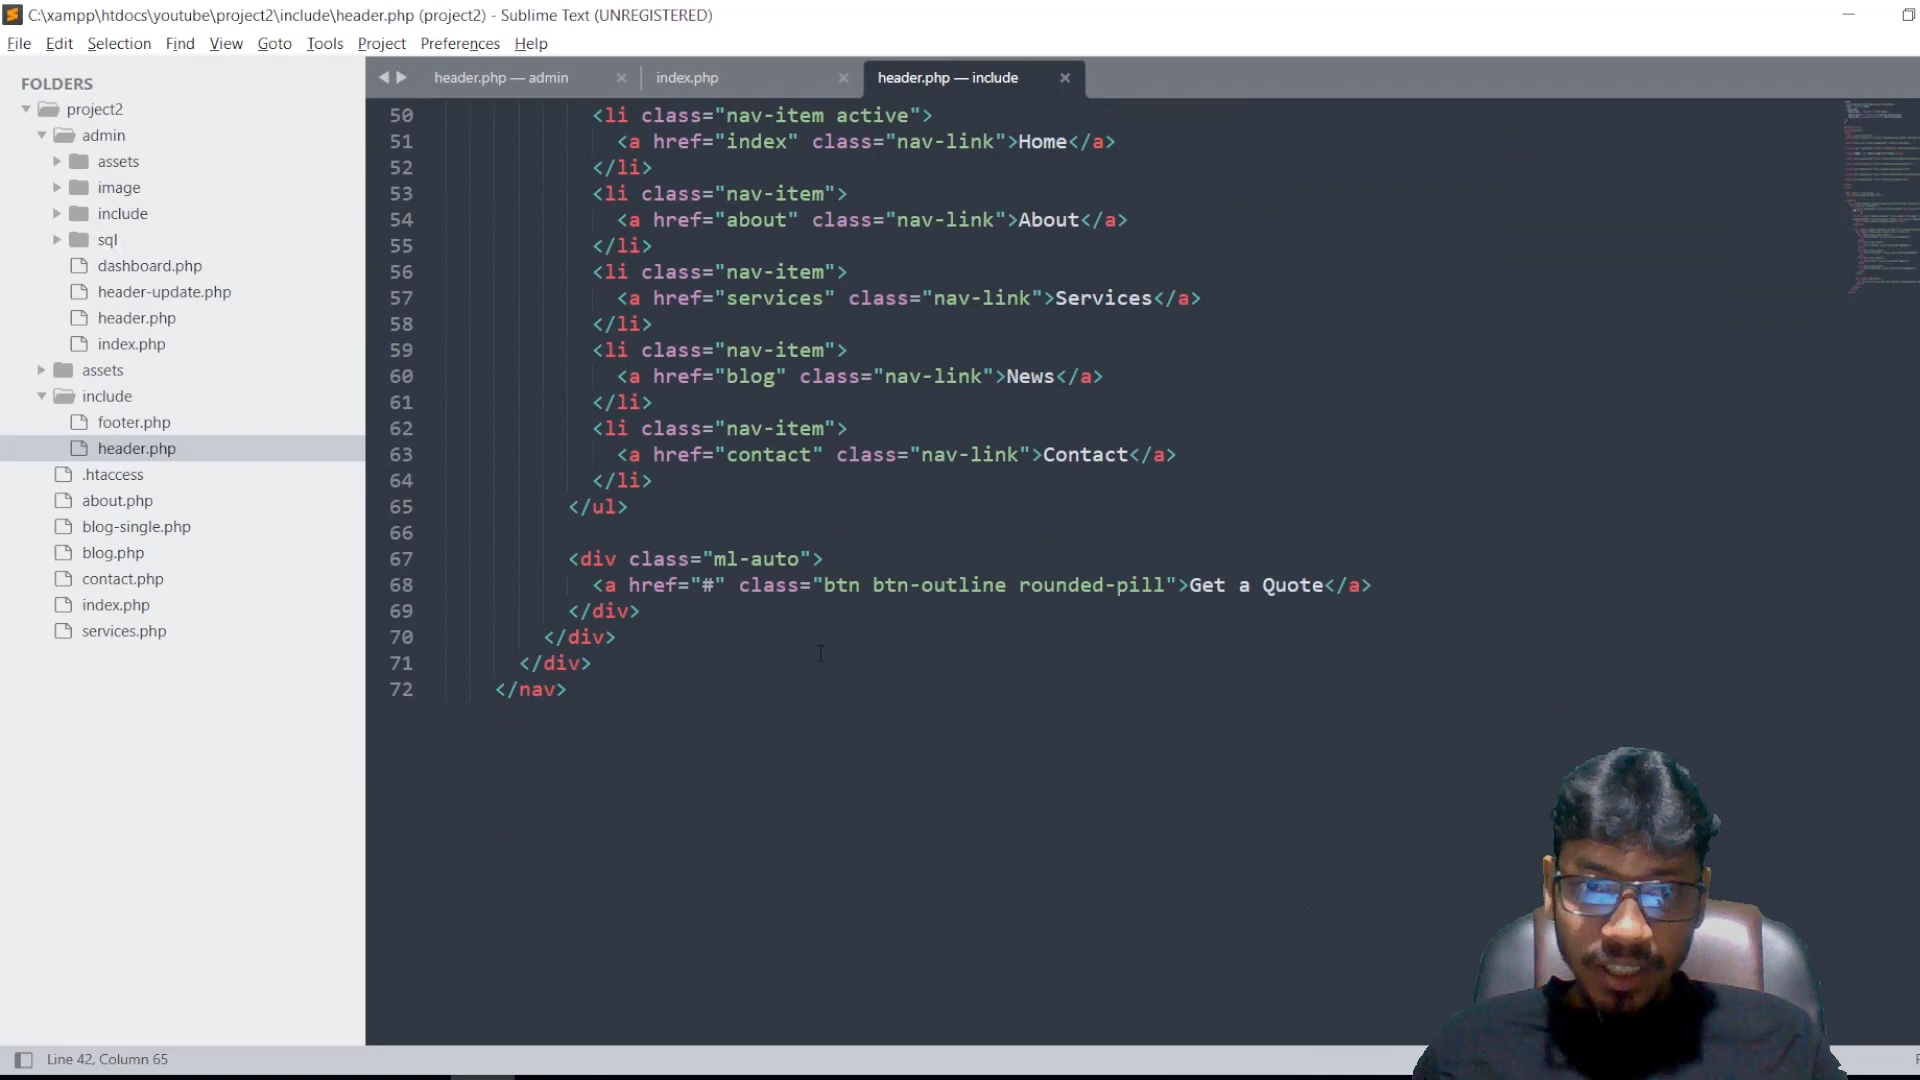 C:\xampp\htdocs\youtube\project2\include\header.php (project2) - Sublime Text (UNREGISTERED)
File Edit Selection Find View Goto Tools Project Preferences Help
FOLDERS
project2
admin
assets
image
include
sql
dashboard.php
header-update.php
header.php
index.php
assets
include
footer.php
header.php
.htaccess
about.php
blog-single.php
blog.php
contact.php
index.php
services.php
header.php — admin × index.php × header.php — include ×
50 <li class="nav-item active">
51 <a href="index" class="nav-link">Home</a>
52 </li>
53 <li class="nav-item">
54 <a href="about" class="nav-link">About</a>
55 </li>
56 <li class="nav-item">
57 <a href="services" class="nav-link">Services</a>
58 </li>
59 <li class="nav-item">
60 <a href="blog" class="nav-link">News</a>
61 </li>
62 <li class="nav-item">
63 <a href="contact" class="nav-link">Contact</a>
64 </li>
65 </ul>
66
67 <div class="ml-auto">
68 <a href="#" class="btn btn-outline rounded-pill">Get a Quote</a>
69 </div>
70 </div>
71 </div>
72 </nav>
Line 42, Column 65